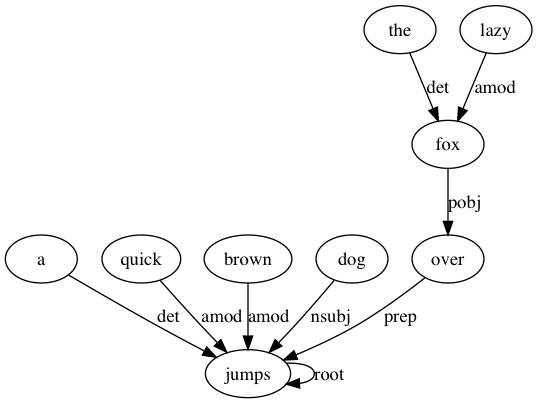 the lazy
det amod
fox
pobj
a quick brown dog over
det amod amod nsubj prep
jumps root